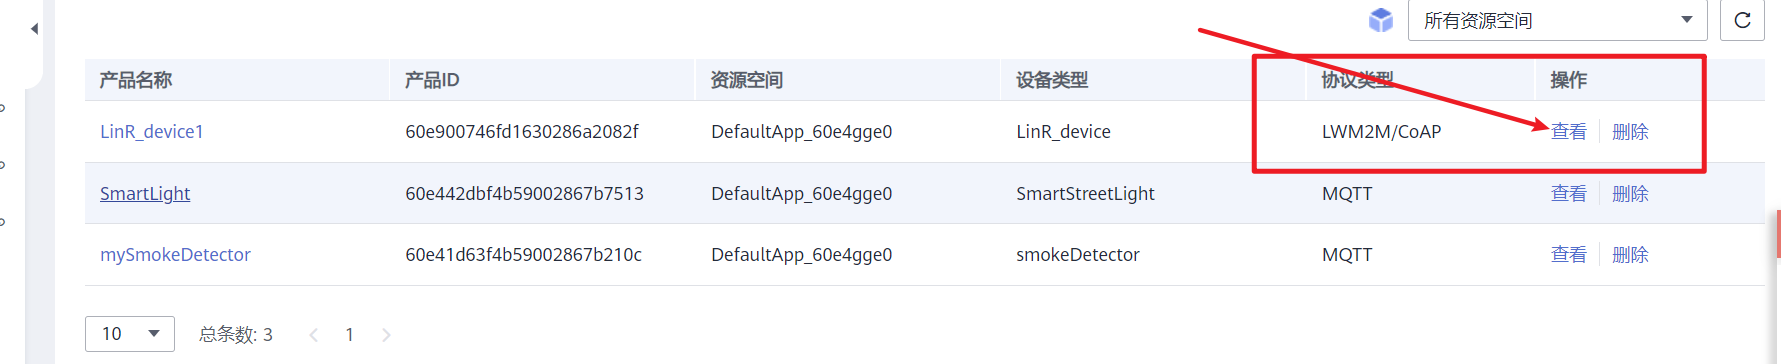 所有资源空间
产品名称 产品ID 资源空间 设备类型 协议类型 操作
LinR_device1 60e900746fd1630286a2082f DefaultApp_60e4gge0 LinR_device LWM2M/CoAP 查看 删除
SmartLight 60e442dbf4b59002867b7513 DefaultApp_60e4gge0 SmartStreetLight MQTT 查看 删除
mySmokeDetector 60e41d63f4b59002867b210c DefaultApp_60e4gge0 smokeDetector MQTT 查看 删除
10 总条数: 3 1